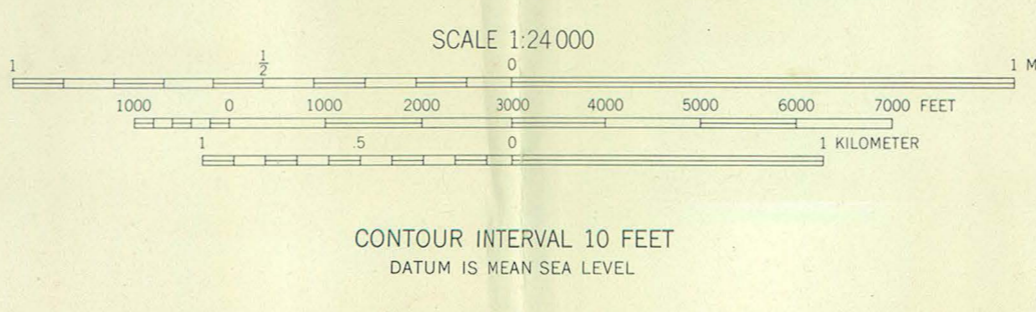 SCALE 1:24 000
1 1/2 0 1 M
1000 0 1000 2000 3000 4000 5000 6000 7000 FEET
1 .5 0 1 KILOMETER
CONTOUR INTERVAL 10 FEET
DATUM IS MEAN SEA LEVEL